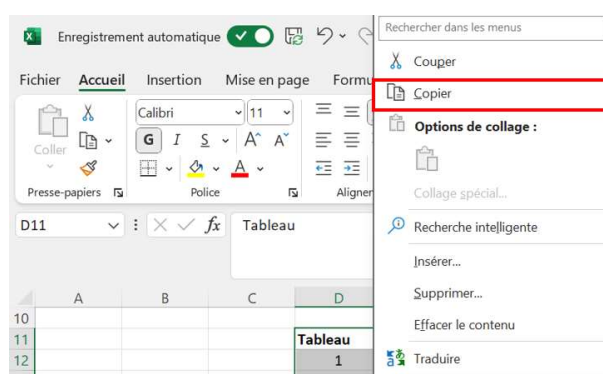 Enregistrement automatique
Rechercher dans les menus
Fichier Accueil Insertion Mise en page Formu
Couper
Copier
Options de collage :
Collage spécial...
Recherche intelligente
Insérer...
Supprimer...
Effacer le contenu
Traduire
Coller
Calibri 11
G I S A A
A
Presse-papiers Police Aligner
D11 fx Tableau
A B C D
10
11 Tableau
12 1